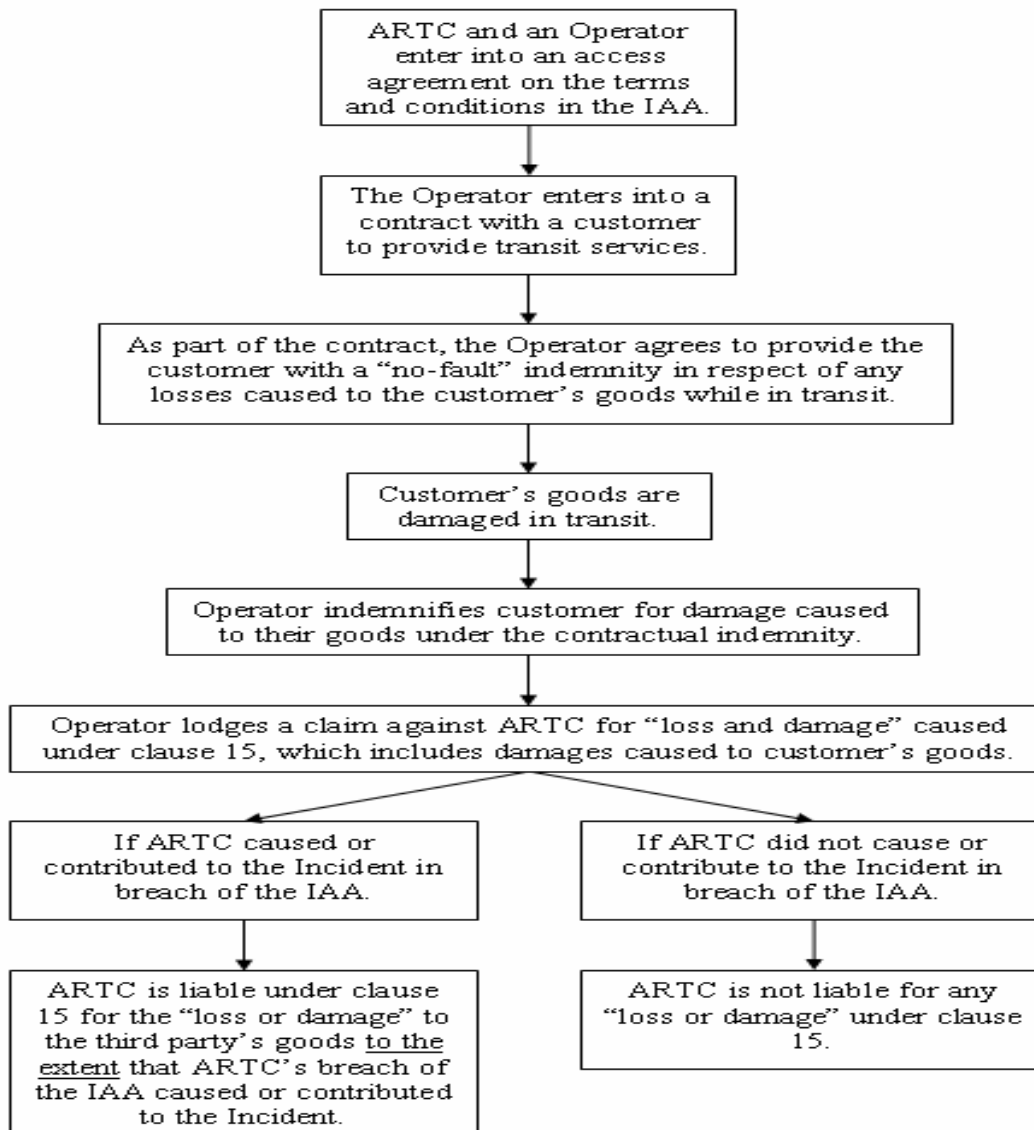 ARTC and an Operator
enter into an access
agreement on the terms
and conditions in the IAA.
The Operator enters into a
contract with a customer
to provide transit services.
As part of the contract, the Operator agrees to provide the
customer with a “no-fault” indemnity in respect of any
losses caused to the customer’s goods while in transit.
Customer’s goods are
damaged in transit.
Operator indemnifies customer for damage caused
to their goods under the contractual indemnity.
Operator lodges a claim against ARTC for “loss and damage” caused
under clause 15, which includes damages caused to customer’s goods.
If ARTC caused or
contributed to the Incident in
breach of the IAA.
If ARTC did not cause or
contribute to the Incident in
breach of the IAA.
ARTC is liable under clause
15 for the “loss or damage” to
the third party’s goods to the
extent that ARTC’s breach of
the IAA caused or contributed
to the Incident.
ARTC is not liable for any
“loss or damage” under clause
15.